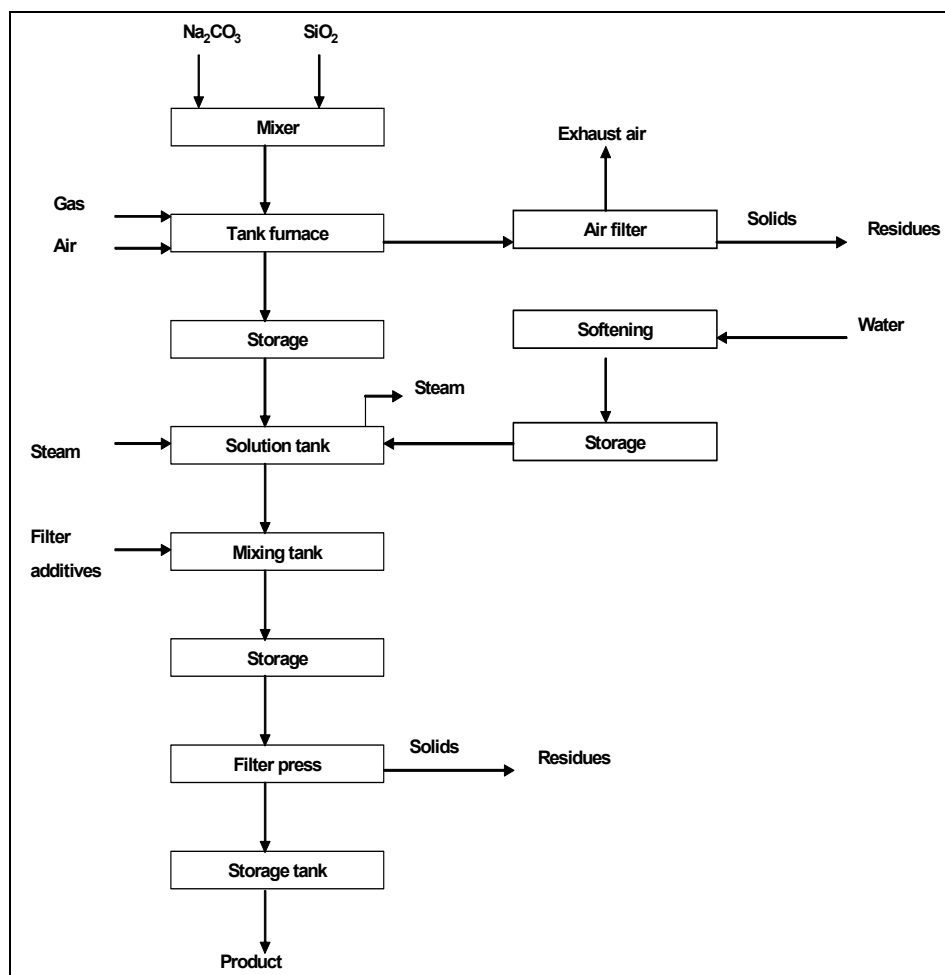 Na₂CO₃
SiO₂
Mixer
Exhaust air
Gas
Air
Tank furnace
Air filter
Solids
Residues
Storage
Softening
Water
Steam
Steam
Solution tank
Storage
Filter
additives
Mixing tank
Storage
Filter press
Solids
Residues
Storage tank
Product